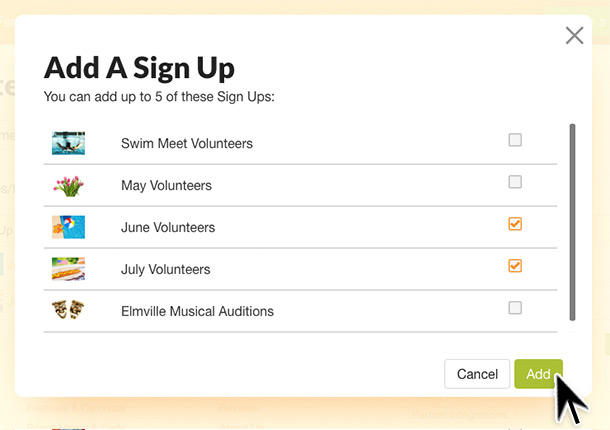 Add A Sign Up
You can add up to 5 of these Sign Ups:
Swim Meet Volunteers
May Volunteers
June Volunteers
July Volunteers
Elmville Musical Auditions
Cancel Add